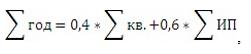 ∑ год = 0,4 * ∑ кв. + 0,6 * ∑ ИП ,